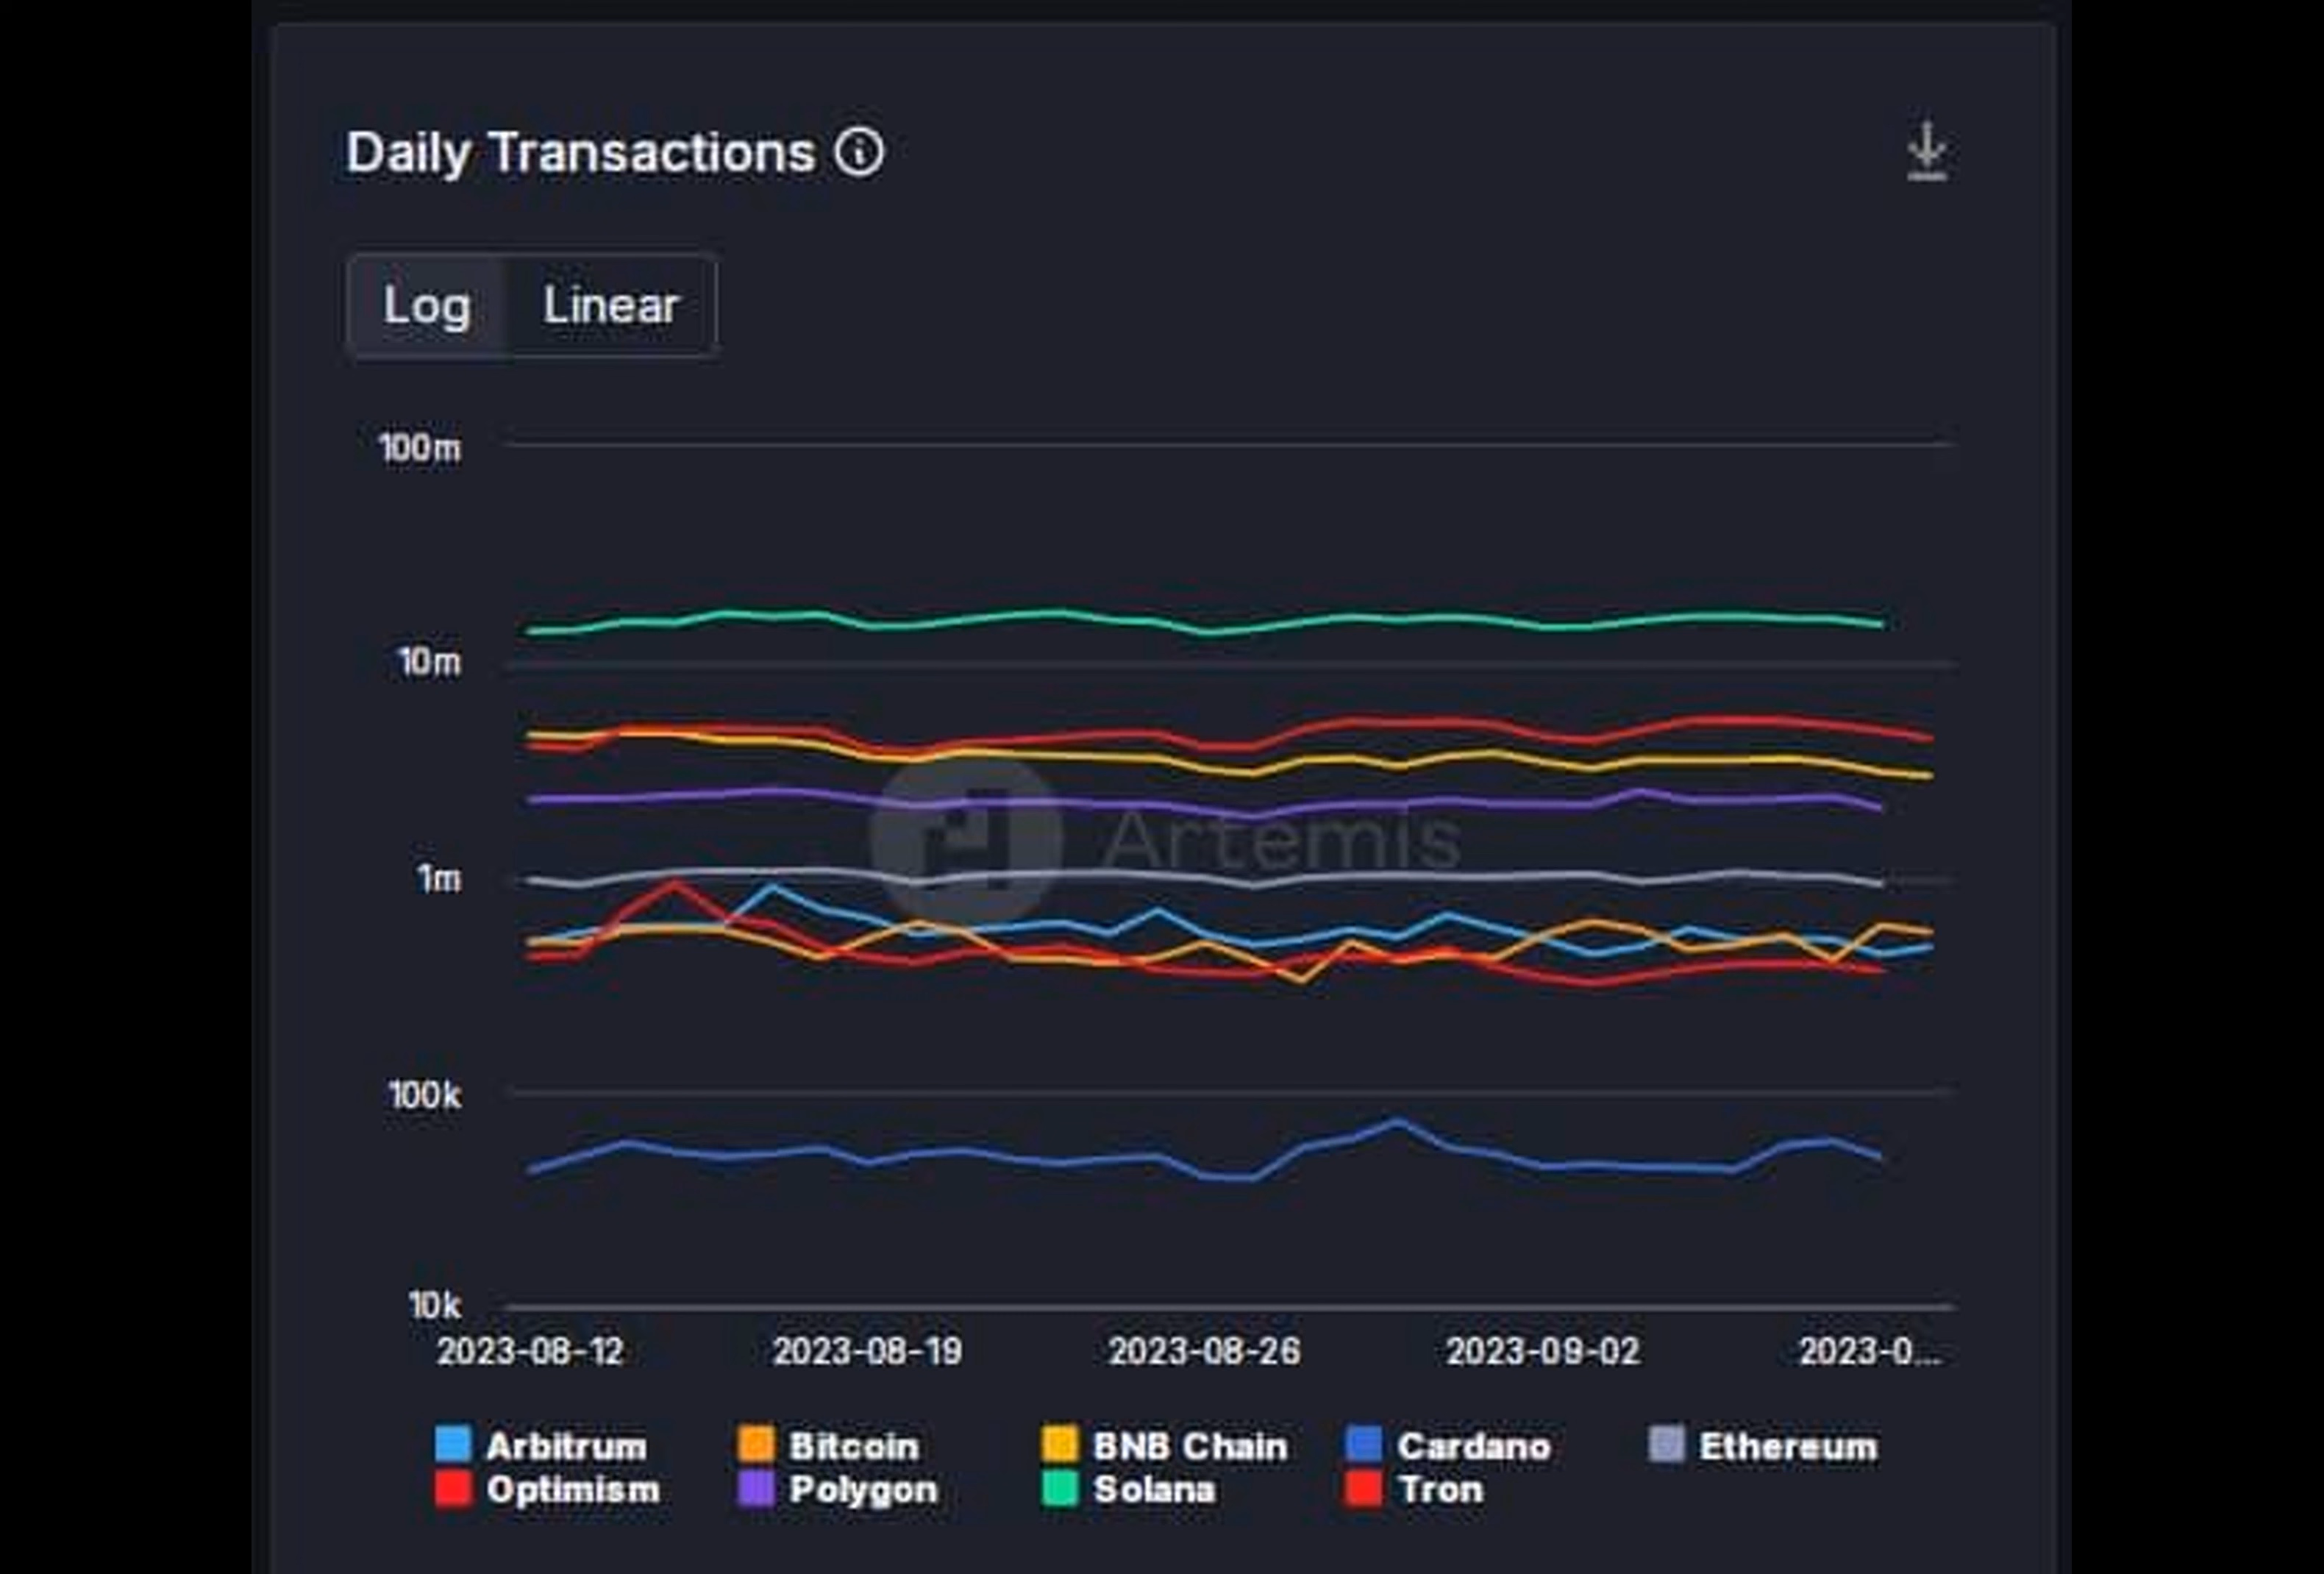 Daily Transactions
Log Linear
100m
10m
1m
100k
10k
Artemis
2023-08-12 2023-08-19 2023-08-26 2023-09-02 2023-0...
Arbitrum Bitcoin BNB Chain Cardano Ethereum
Optimism Polygon Solana Tron